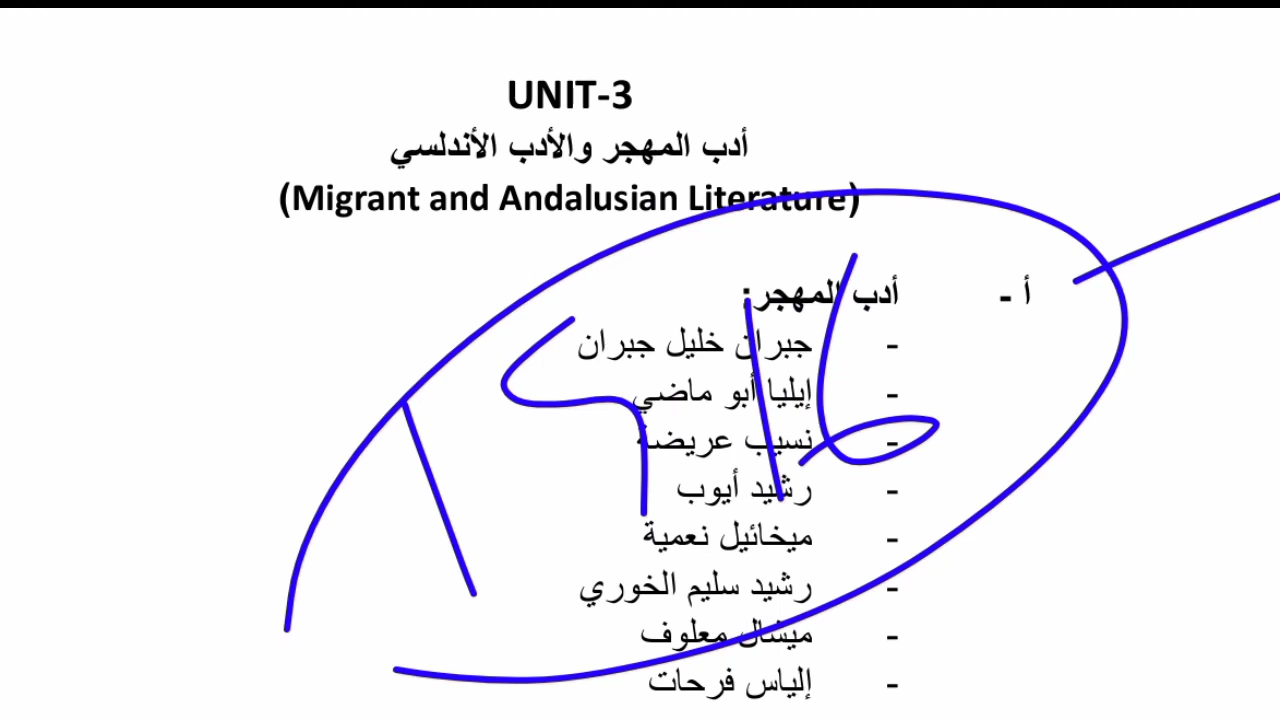 UNIT-3
أدب المهجر والأدب الأندلسي
(Migrant and Andalusian Literature)
أ - أدب المهجر:
- جبران خليل جبران
- إيليا أبو ماضي
- نسيب عريضة
- رشيد أيوب
- ميخائيل نعمية
- رشيد سليم الخوري
- ميشال معلوف
- إلياس فرحات